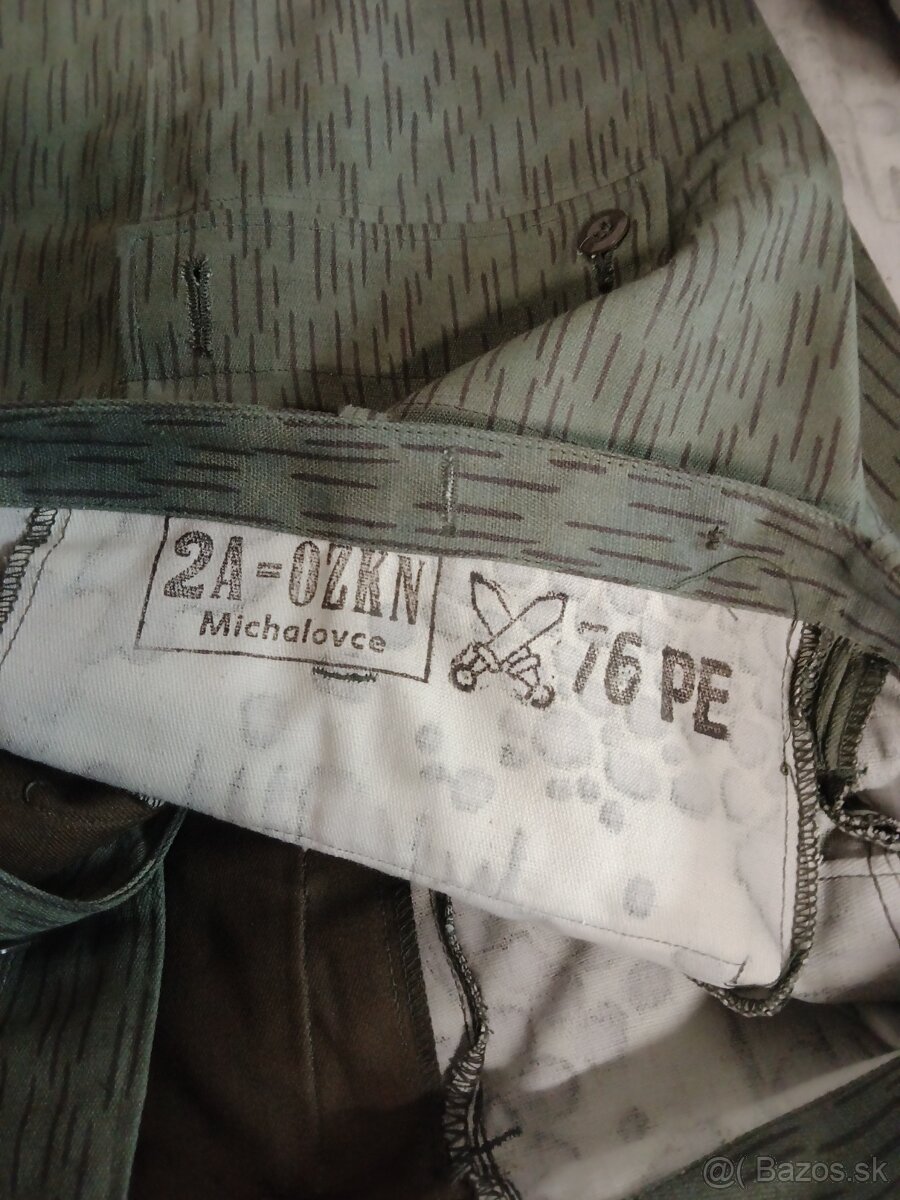 2A=OZKN
Michalovce
76 PE
@( Bazos.sk